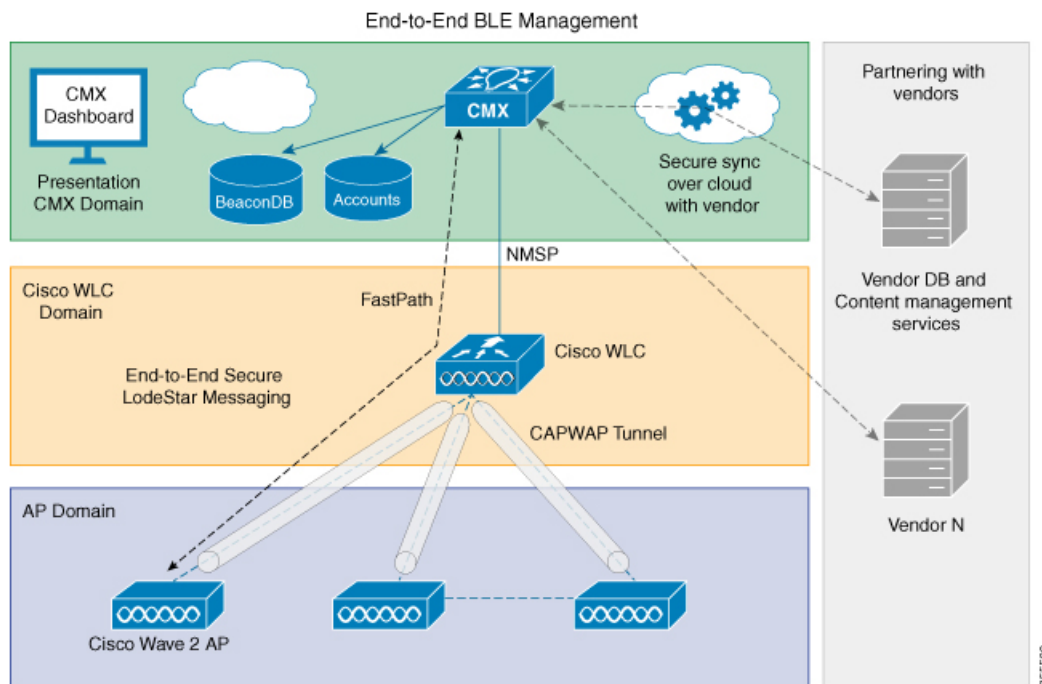 End-to-End BLE Management
CMX
Dashboard
Presentation
CMX Domain
BeaconDB
Accounts
CMX
Secure sync
over cloud
with vendor
Partnering with
vendors
Vendor DB and
Content management
services
Vendor N
NMSP
Cisco WLC
Domain
FastPath
Cisco WLC
End-to-End Secure
LodeStar Messaging
CAPWAP Tunnel
AP Domain
Cisco Wave 2 AP